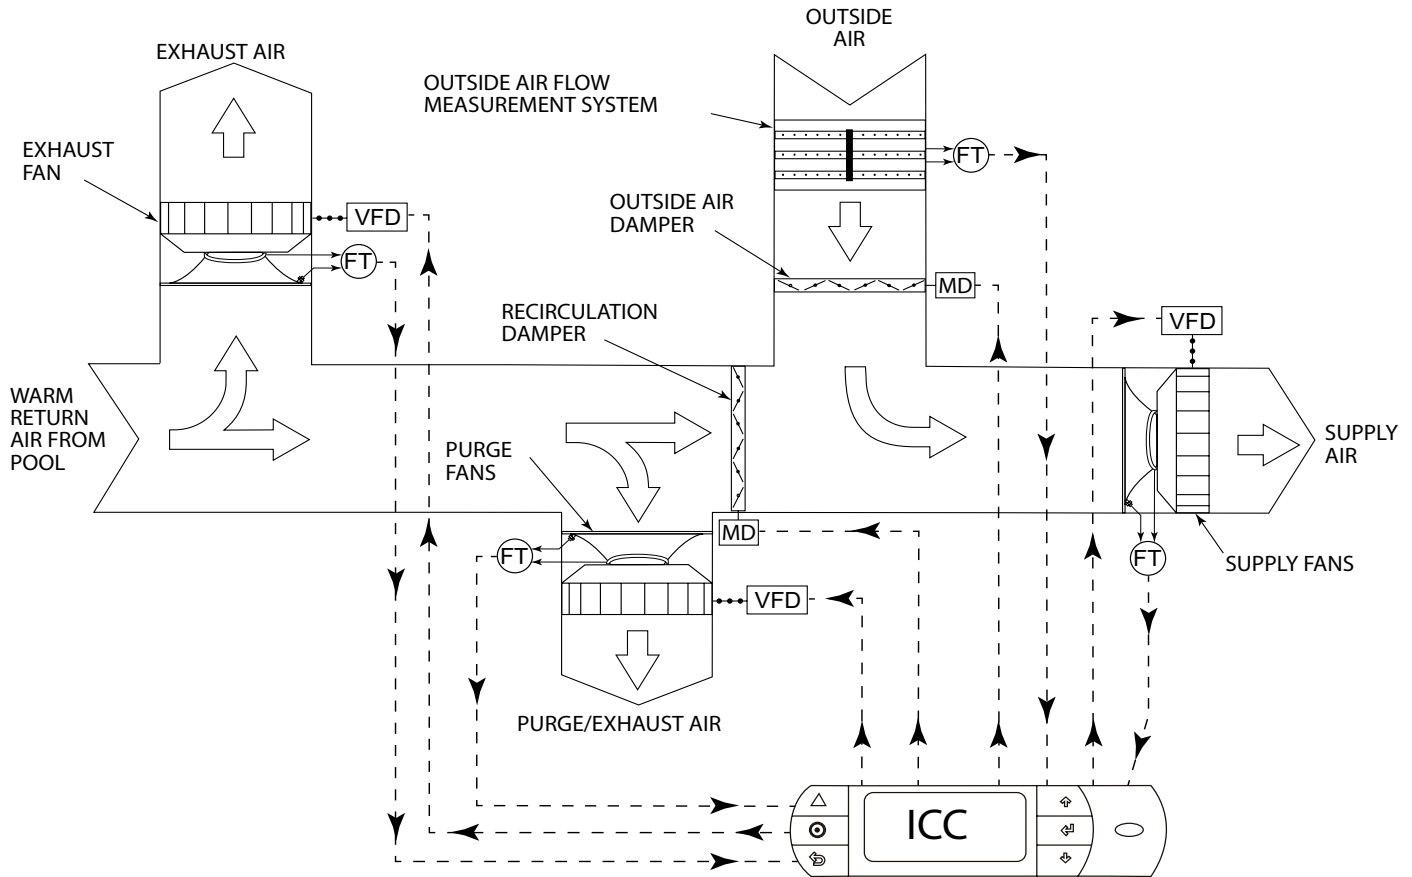 OUTSIDE
AIR
EXHAUST AIR
OUTSIDE AIR FLOW
MEASUREMENT SYSTEM
EXHAUST
FAN
FT
OUTSIDE AIR
DAMPER
VFD
FT
MD
RECIRCULATION
DAMPER
VFD
WARM
RETURN
AIR FROM
POOL
PURGE
FANS
SUPPLY
AIR
MD
FT
FT
SUPPLY FANS
VFD
PURGE/EXHAUST AIR
ICC